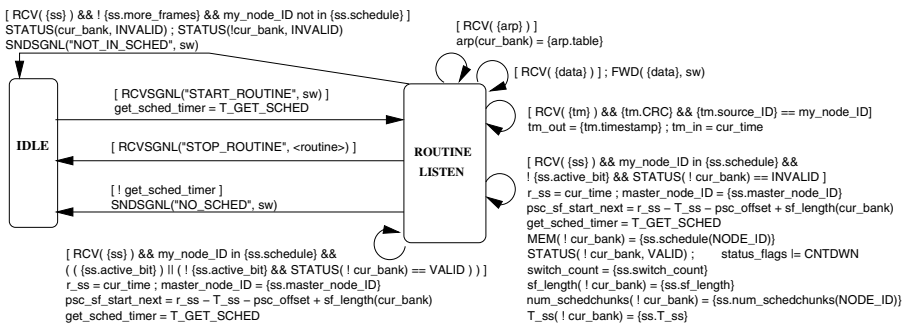 [ RCV( {ss} ) && ! {ss.more_frames} && my_node_ID not in {ss.schedule} ]
STATUS(cur_bank, INVALID) ; STATUS(!cur_bank, INVALID)
SNDSGNL("NOT_IN_SCHED", sw)
[ RCV( {arp} ) ]
arp(cur_bank) = {arp.table}
[ RCV( {data} ) ] ; FWD( {data}, sw)
[ RCVSGNL("START_ROUTINE", sw) ]
get_sched_timer = T_GET_SCHED
[ RCV( {tm} ) && {tm.CRC} && {tm.source_ID} == my_node_ID]
tm_out = {tm.timestamp} ; tm_in = cur_time
IDLE
[ RCVSGNL("STOP_ROUTINE", <routine>) ]
ROUTINE
LISTEN
[ ! get_sched_timer ]
SNDSGNL("NO_SCHED", sw)
[ RCV( {ss} ) && my_node_ID in {ss.schedule} &&
! {ss.active_bit} && STATUS( ! cur_bank) == INVALID ]
r_ss = cur_time ; master_node_ID = {ss.master_node_ID}
psc_sf_start_next = r_ss − T_ss − psc_offset + sf_length(cur_bank)
get_sched_timer = T_GET_SCHED
MEM( ! cur_bank) = {ss.schedule(NODE_ID)}
STATUS( ! cur_bank, VALID) ; status_flags |= CNTDWN
switch_count = {ss.switch_count}
sf_length( ! cur_bank) = {ss.sf_length}
num_schedchunks( ! cur_bank) = {ss.num_schedchunks(NODE_ID)}
T_ss( ! cur_bank) = {ss.T_ss}
[ RCV( {ss} ) && my_node_ID in {ss.schedule} &&
( ( {ss.active_bit} ) || ( ! {ss.active_bit} && STATUS( ! cur_bank) == VALID ) ) ]
r_ss = cur_time ; master_node_ID = {ss.master_node_ID}
psc_sf_start_next = r_ss − T_ss − psc_offset + sf_length(cur_bank)
get_sched_timer = T_GET_SCHED